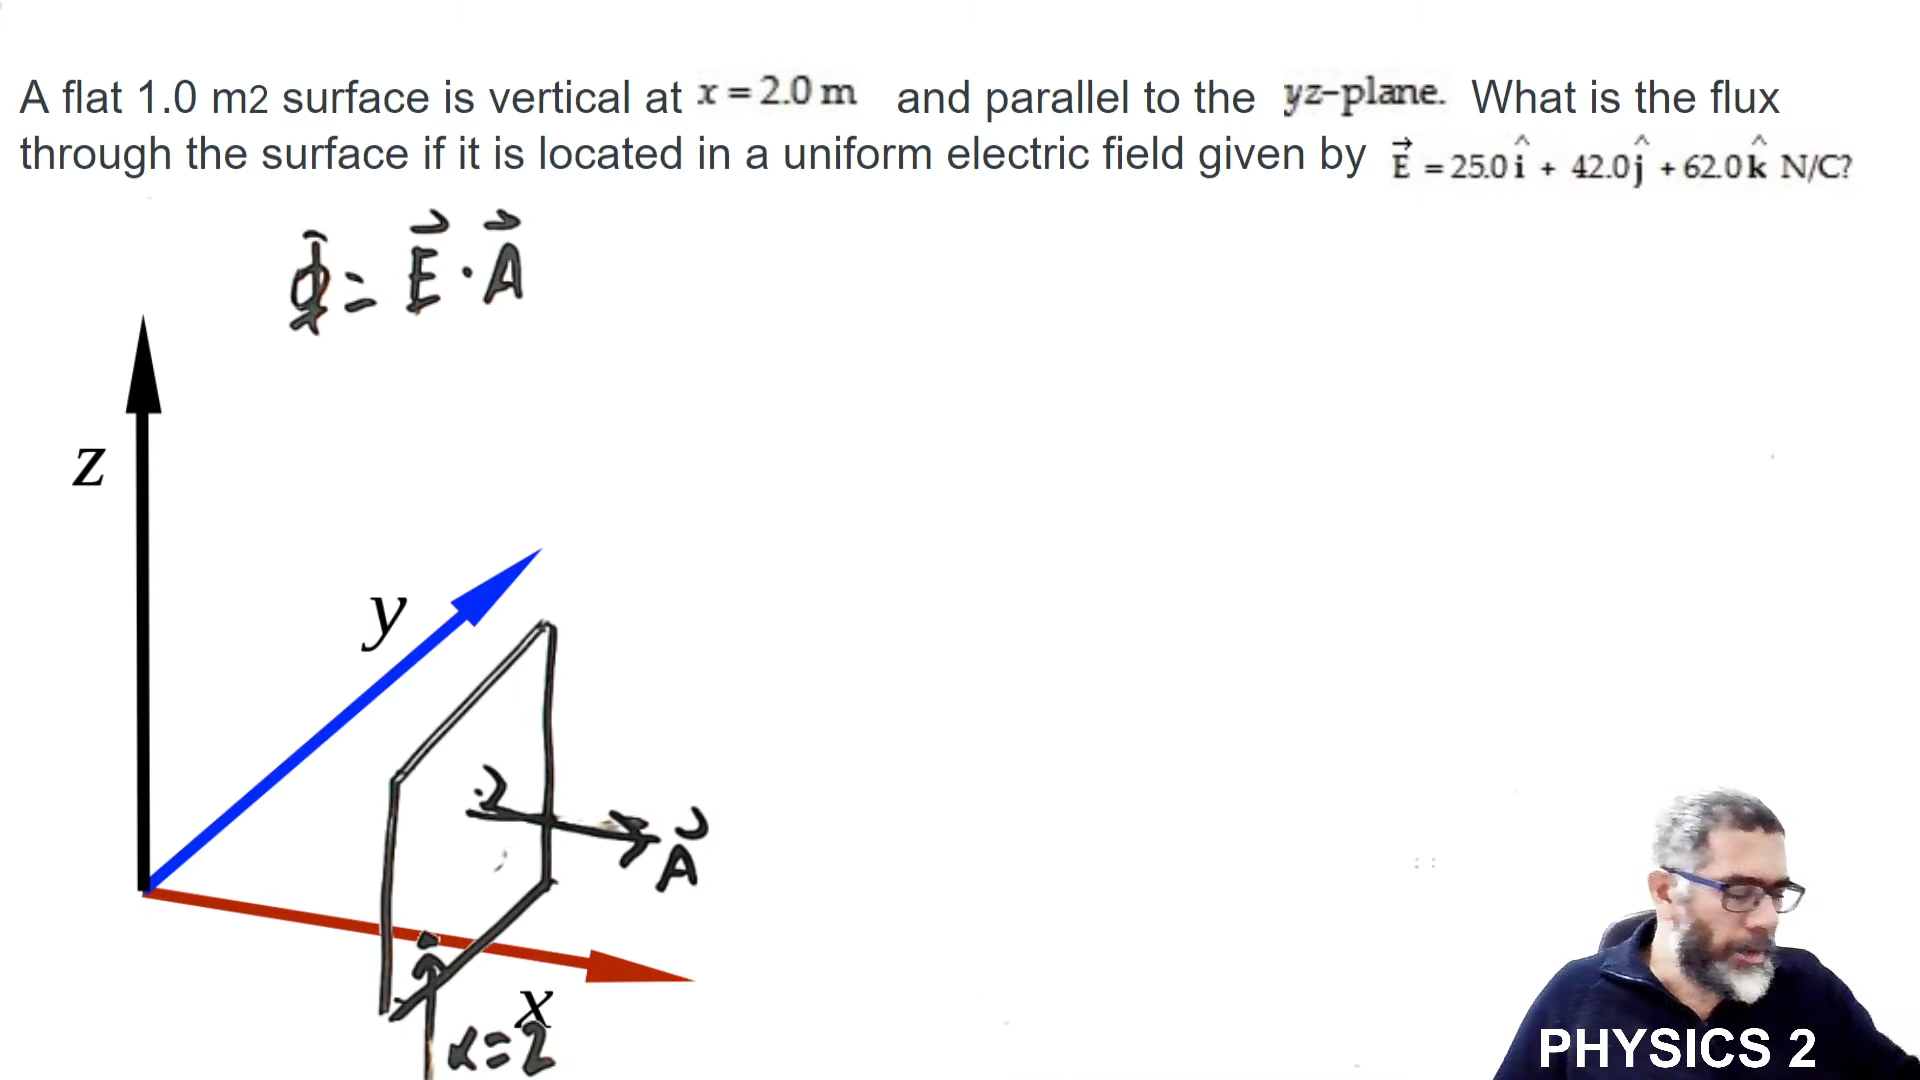 A flat 1.0 m2 surface is vertical at x = 2.0 m and parallel to the yz-plane. What is the flux
through the surface if it is located in a uniform electric field given by E⃗ = 25.0 î + 42.0 ĵ + 62.0 k̂ N/C?
Φ = E⃗ · A⃗
z
y
A⃗
x
x=2
PHYSICS 2